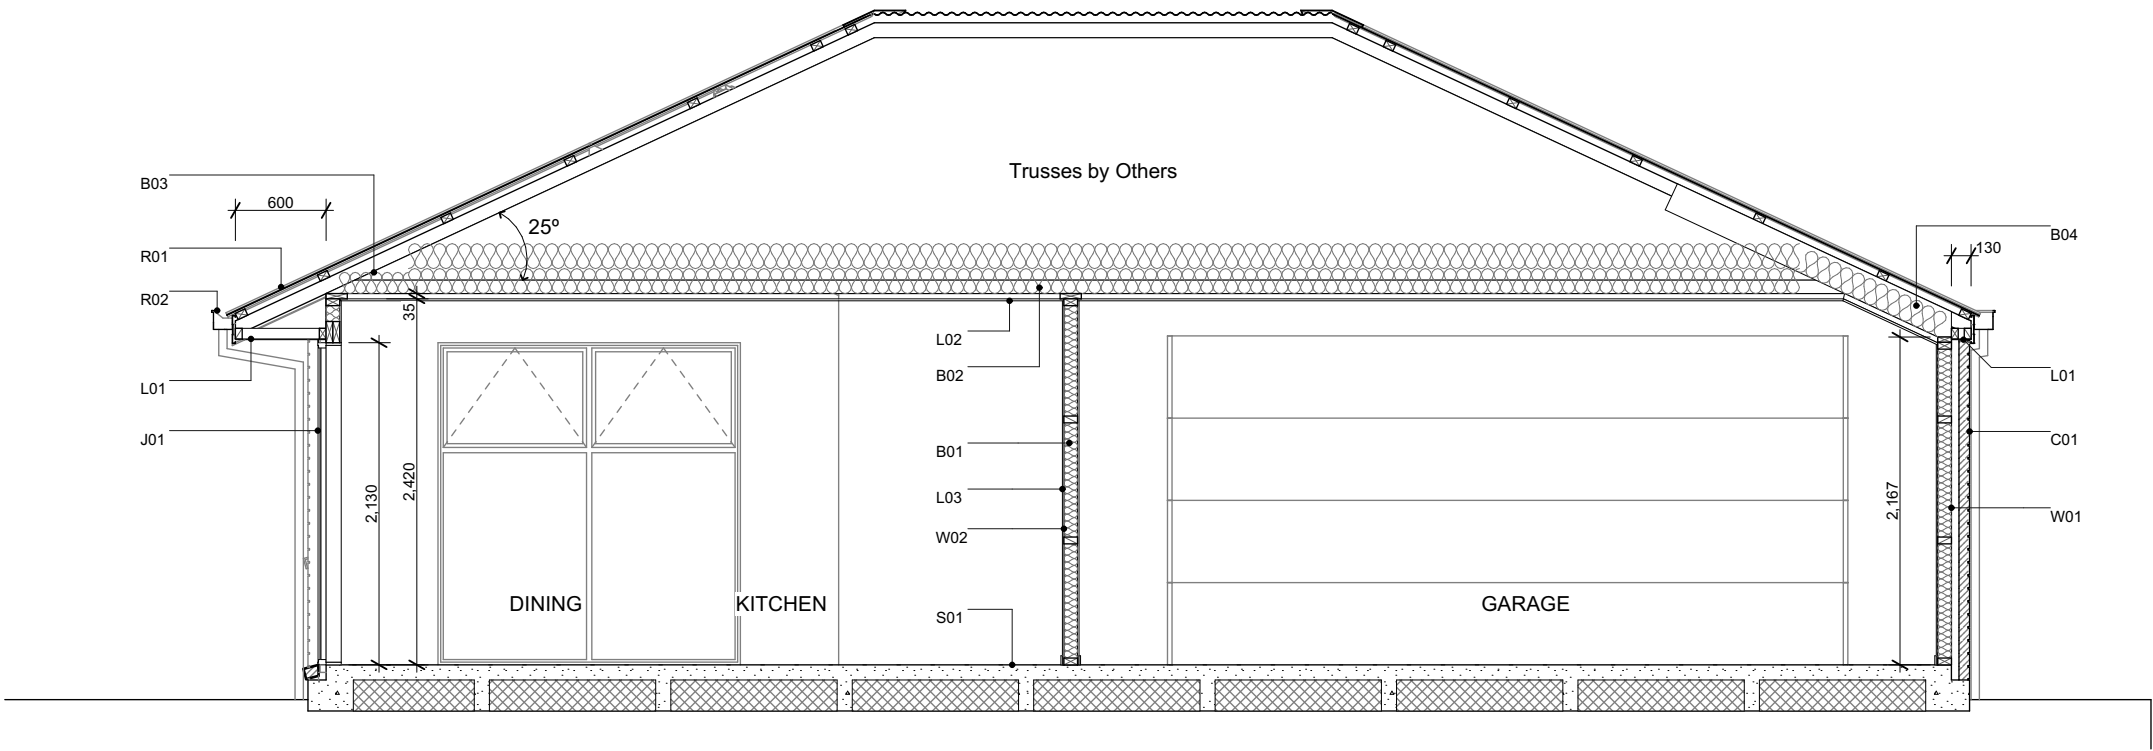 Trusses by Others
B03
600
25º
B04
130
R01
R02
35
L02
B02
L01
L01
J01
C01
B01
2,420
2,130
L03
2,167
W01
W02
DINING
KITCHEN
GARAGE
S01